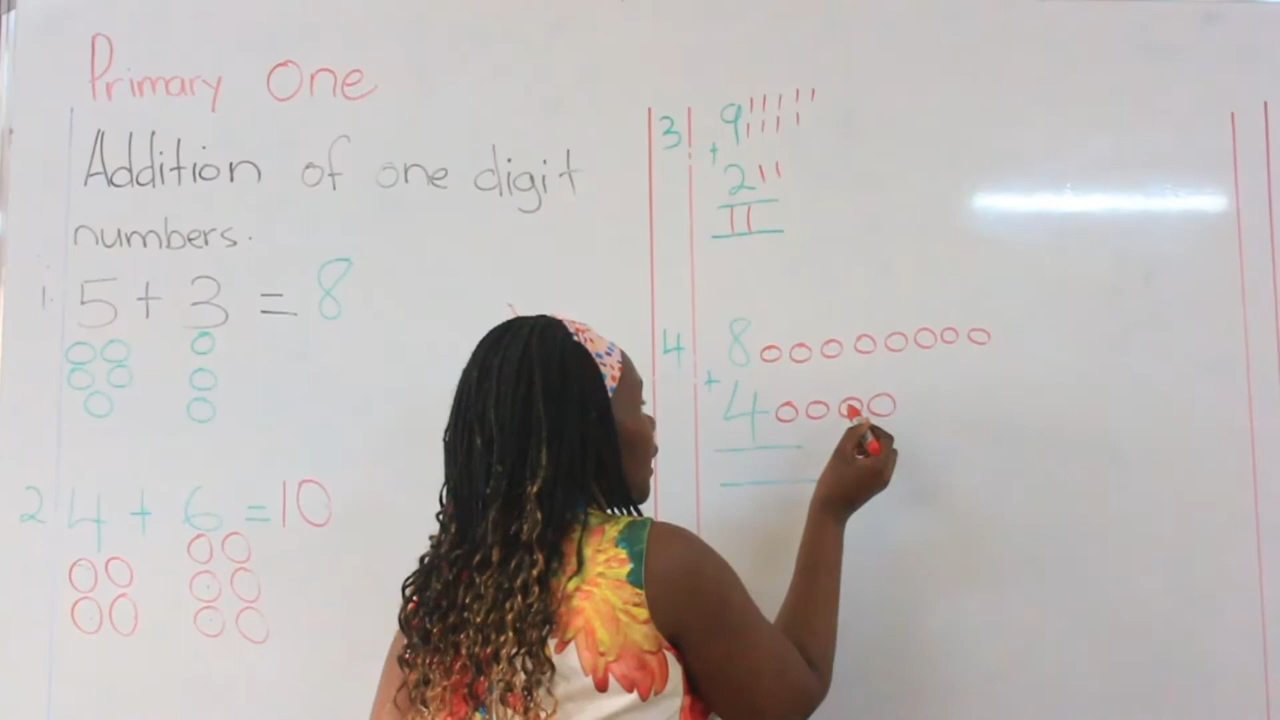 Primary One
Addition of one digit
numbers.
1. 5 + 3 = 8
2 4 + 6 = 10
3 9
+
2
11
4 8
+
4